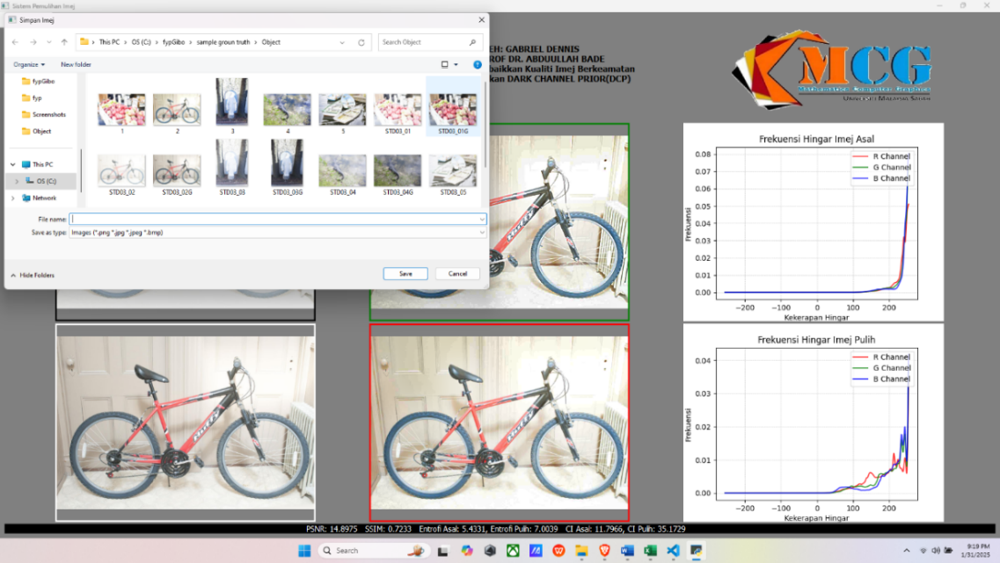 Sistem Pemulihan Imej
Simpan Imej
This PC > OS (C:) > fypGibo > sample groun truth > Object
Search Object
Organize
New folder
fypGibo
fyp
Screenshots
Object
This PC
OS (C:)
Network
1
2
3
4
5
STD03_01
STD03_01G
STD03_02
STD03_02G
STD03_03
STD03_03G
STD03_04
STD03_04G
STD03_05
File name:
Save as type: Images (*.png *.jpg *.jpeg *.bmp)
Hide Folders
Save
Cancel
EH: GABRIEL DENNIS
ROF DR. ABDUULLAH BADE
baikkan Kualiti Imej Berkeamatan
kan DARK CHANNEL PRIOR(DCP)
MCG
Mathematics Computer Graphics
Universiti Malaysia Sabah
Frekuensi Hingar Imej Asal
R Channel
G Channel
B Channel
0.08
0.07
0.06
0.05
0.04
0.03
0.02
0.01
0.00
Frekuensi
−200 −100 0 100 200
Kekerapan Hingar
Frekuensi Hingar Imej Pulih
R Channel
G Channel
B Channel
0.04
0.03
0.02
0.01
0.00
Frekuensi
−200 −100 0 100 200
Kekerapan Hingar
Huffy
Huffy
PSNR: 14.8975 SSIM: 0.7233 Entrofi Asal: 5.4331, Entrofi Pulih: 7.0039 CI Asal: 11.7966, CI Pulih: 35.1729
Search
9:19 PM
1/31/2025